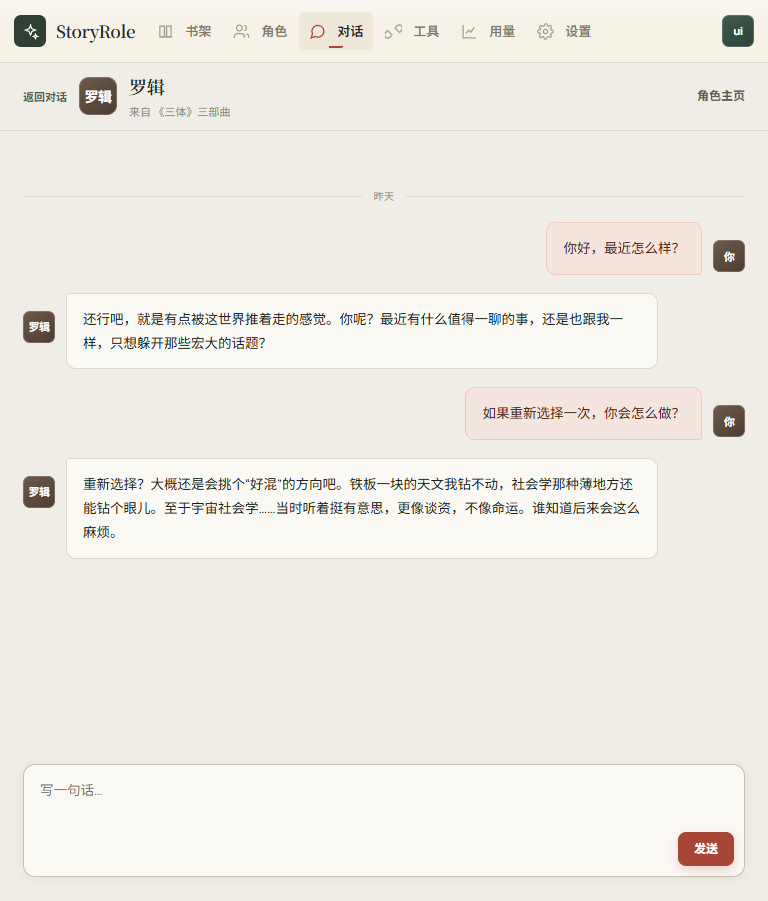 StoryRole
书架
角色
对话
工具
用量
设置
ui
返回对话
罗辑
罗辑
来自 《三体》三部曲
角色主页
昨天
你好，最近怎么样？
你
罗辑
还行吧，就是有点被这世界推着走的感觉。你呢？最近有什么值得一聊的事，还是也跟我一
样，只想躲开那些宏大的话题？
如果重新选择一次，你会怎么做？
你
罗辑
重新选择？大概还是会挑个“好混”的方向吧。铁板一块的天文我钻不动，社会学那种薄地方还
能钻个眼儿。至于宇宙社会学……当时听着挺有意思，更像谈资，不像命运。谁知道后来会这么
麻烦。
写一句话…
发送